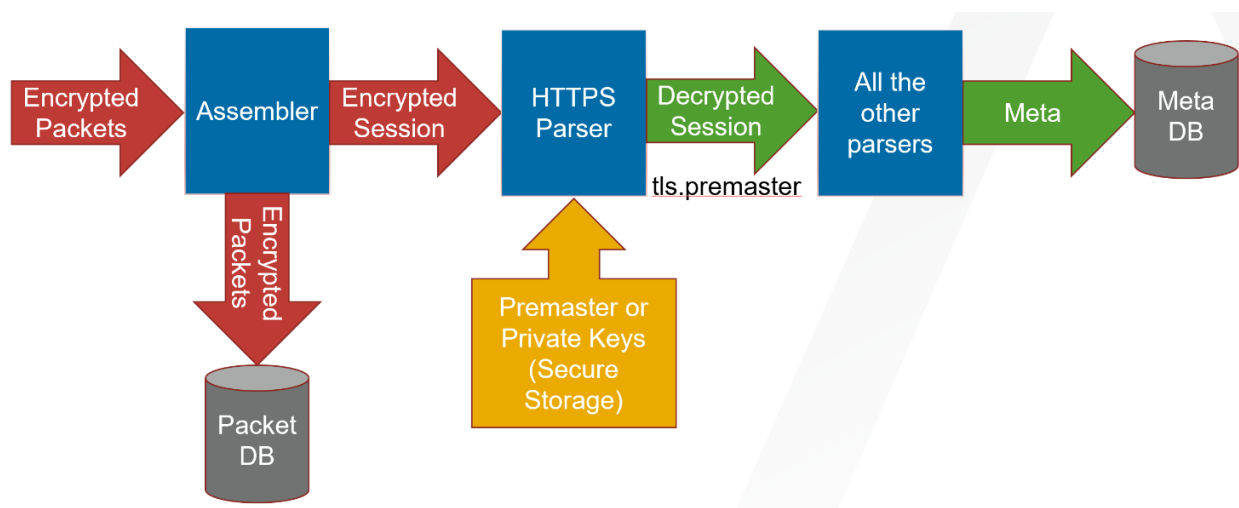 Encrypted
Packets
Assembler
Encrypted
Session
HTTPS
Parser
Decrypted
Session
tls.premaster
All the
other
parsers
Meta
Meta
DB
Encrypted
Packets
Premaster or
Private Keys
(Secure
Storage)
Packet
DB